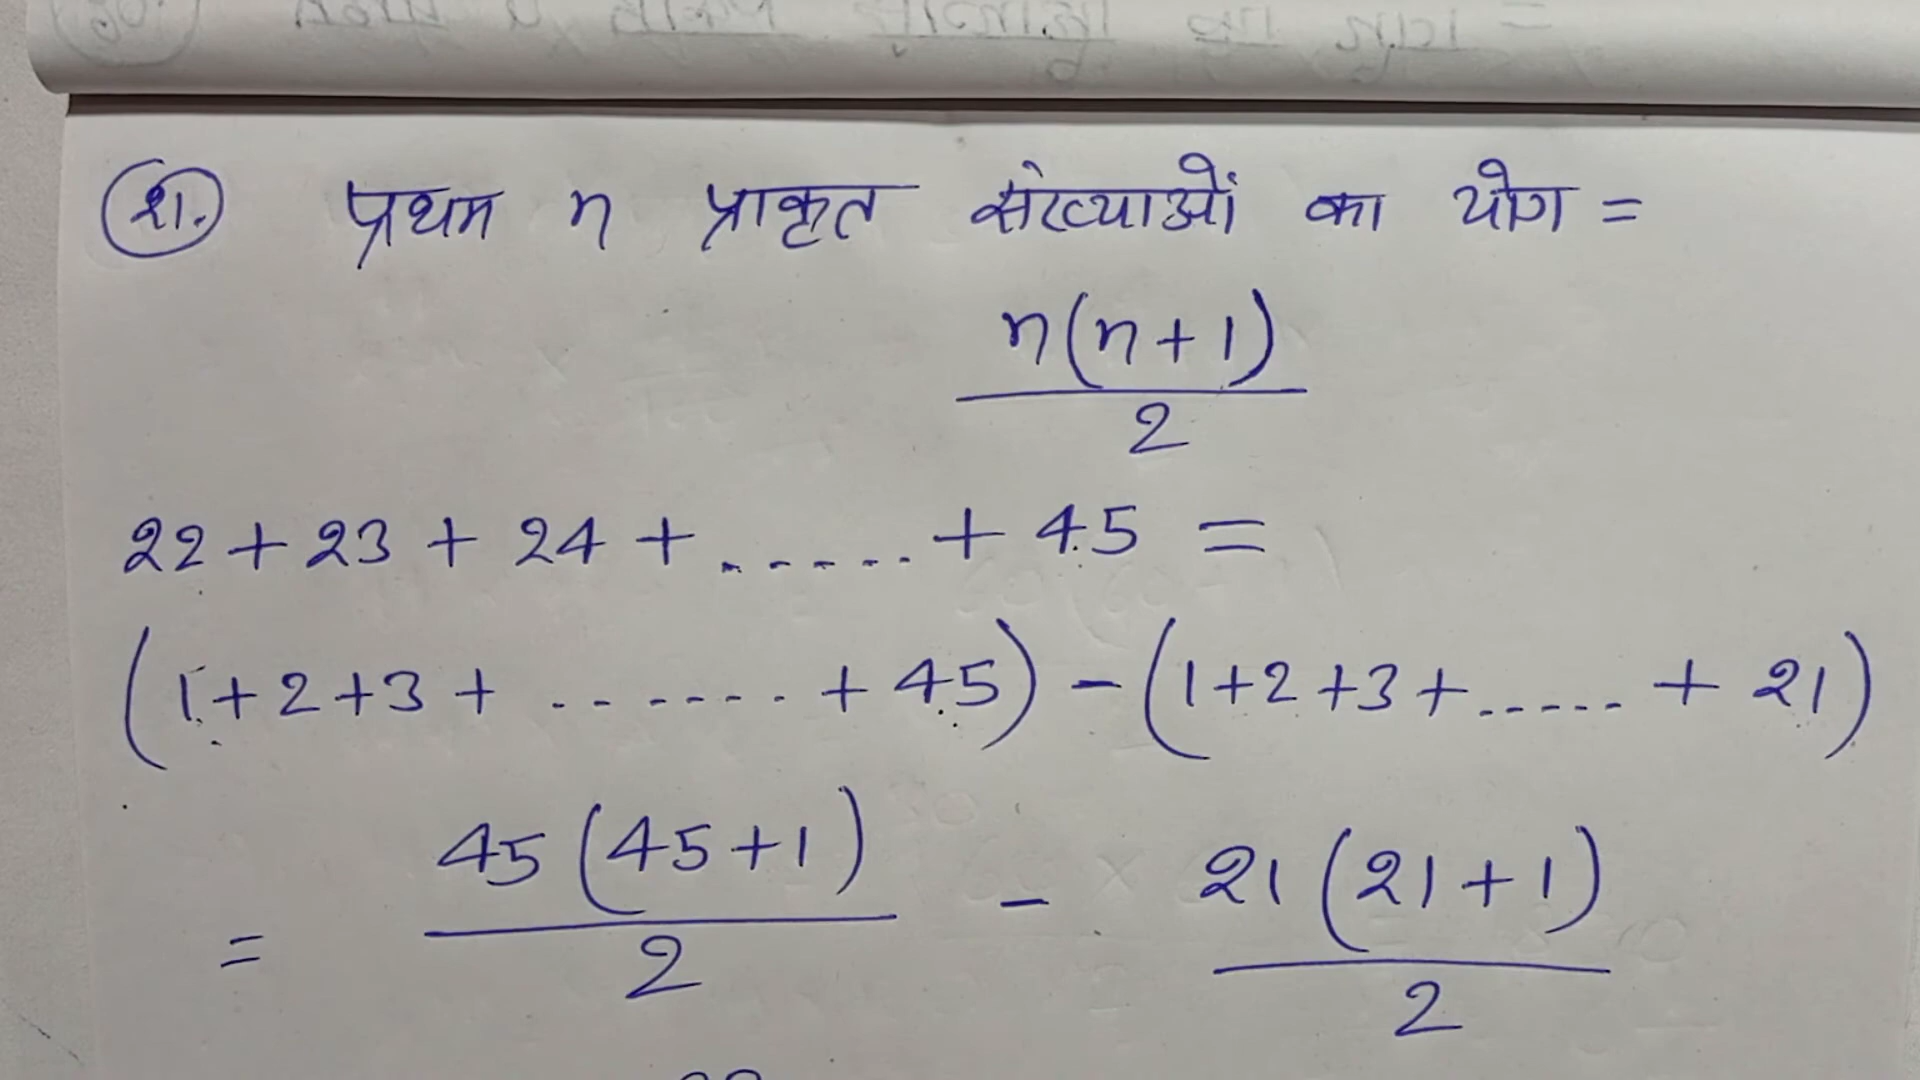 21. प्रथम n प्राकृत संख्याओं का योग =
n(n+1)
2
22+23+24+......+45 =
(1+2+3+.......+45)-(1+2+3+......+21)
= 45(45+1) - 21(21+1)
2 2